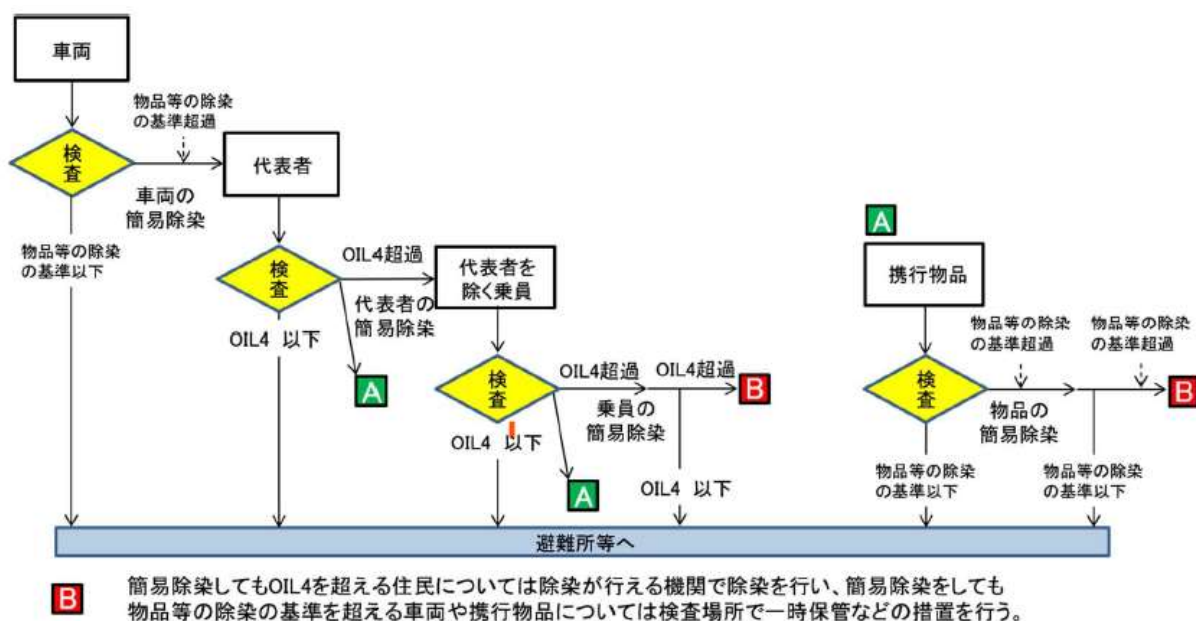 車両
物品等の除染
の基準超過
検
査
車両の
簡易除染
物品等の除染
の基準以下
代表者
検
査
OIL4超過
代表者の
簡易除染
OIL4 以下
A
代表者を
除く乗員
検
査
OIL4超過
乗員の
簡易除染
OIL4超過
B
OIL4 以下
A
OIL4 以下
A
携行物品
検
査
物品等の除染
の基準超過
物品の
簡易除染
物品等の除染
の基準超過
B
物品等の除染
の基準以下
物品等の除染
の基準以下
避難所等へ
B 簡易除染してもOIL4を超える住民については除染が行える機関で除染を行い、簡易除染をしても
物品等の除染の基準を超える車両や携行物品については検査場所で一時保管などの措置を行う。